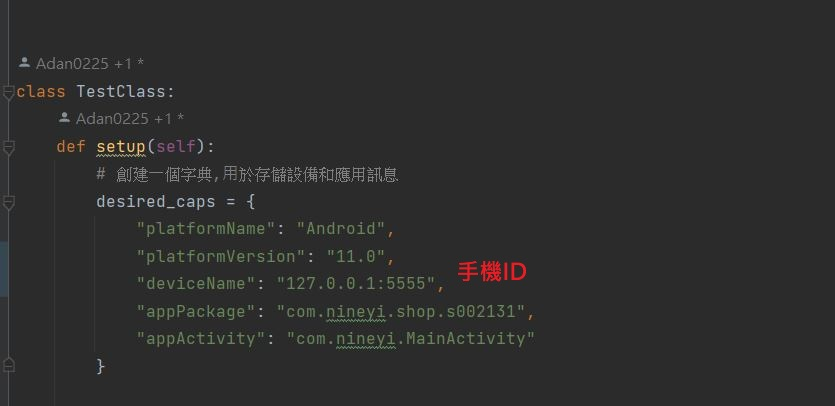 Adan0225 +1 *
class TestClass:
Adan0225 +1 *
def setup(self):
# 創建一個字典,用於存儲設備和應用訊息
desired_caps = {
"platformName": "Android",
"platformVersion": "11.0",
"deviceName": "127.0.0.1:5555", 手機ID
"appPackage": "com.nineyi.shop.s002131",
"appActivity": "com.nineyi.MainActivity"
}